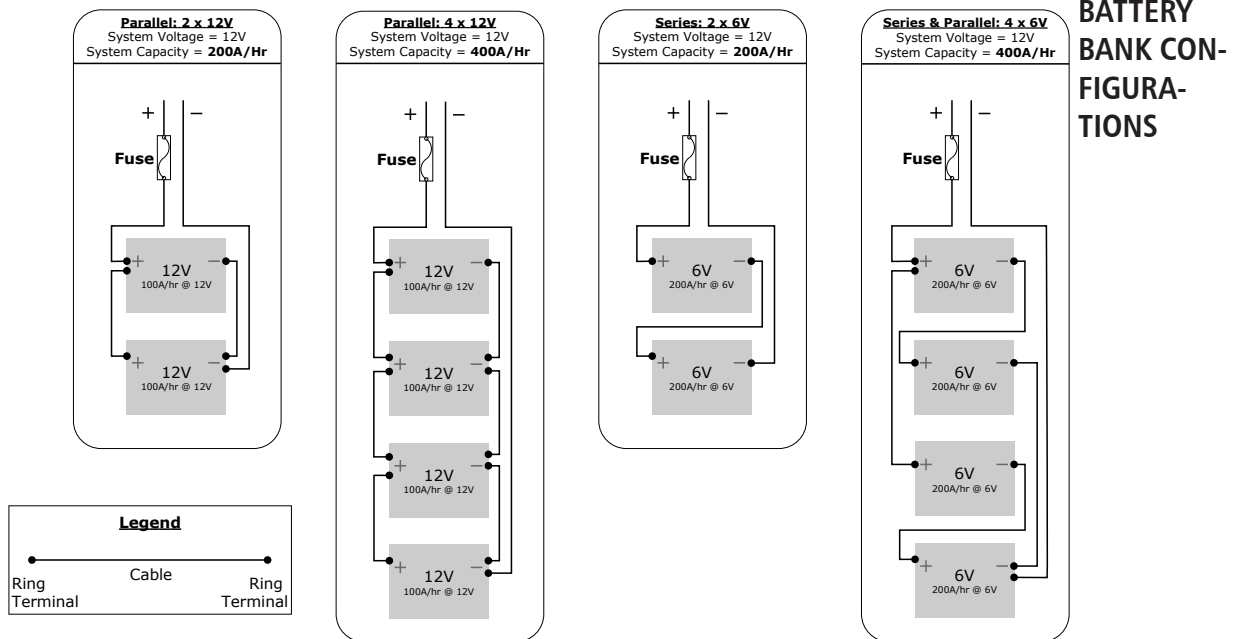 BATTERY
BANK CON-
FIGURA-
TIONS
Parallel: 2 x 12V
System Voltage = 12V
System Capacity = 200A/Hr
+ −
Fuse
+ 12V −
100A/hr @ 12V
+ 12V −
100A/hr @ 12V
Parallel: 4 x 12V
System Voltage = 12V
System Capacity = 400A/Hr
+ −
Fuse
+ 12V −
100A/hr @ 12V
+ 12V −
100A/hr @ 12V
+ 12V −
100A/hr @ 12V
+ 12V −
100A/hr @ 12V
Series: 2 x 6V
System Voltage = 12V
System Capacity = 200A/Hr
+ −
Fuse
+ 6V −
200A/hr @ 6V
+ 6V −
200A/hr @ 6V
Series & Parallel: 4 x 6V
System Voltage = 12V
System Capacity = 400A/Hr
+ −
Fuse
+ 6V −
200A/hr @ 6V
+ 6V −
200A/hr @ 6V
+ 6V −
200A/hr @ 6V
+ 6V −
200A/hr @ 6V
Legend
Cable
Ring
Terminal
Ring
Terminal